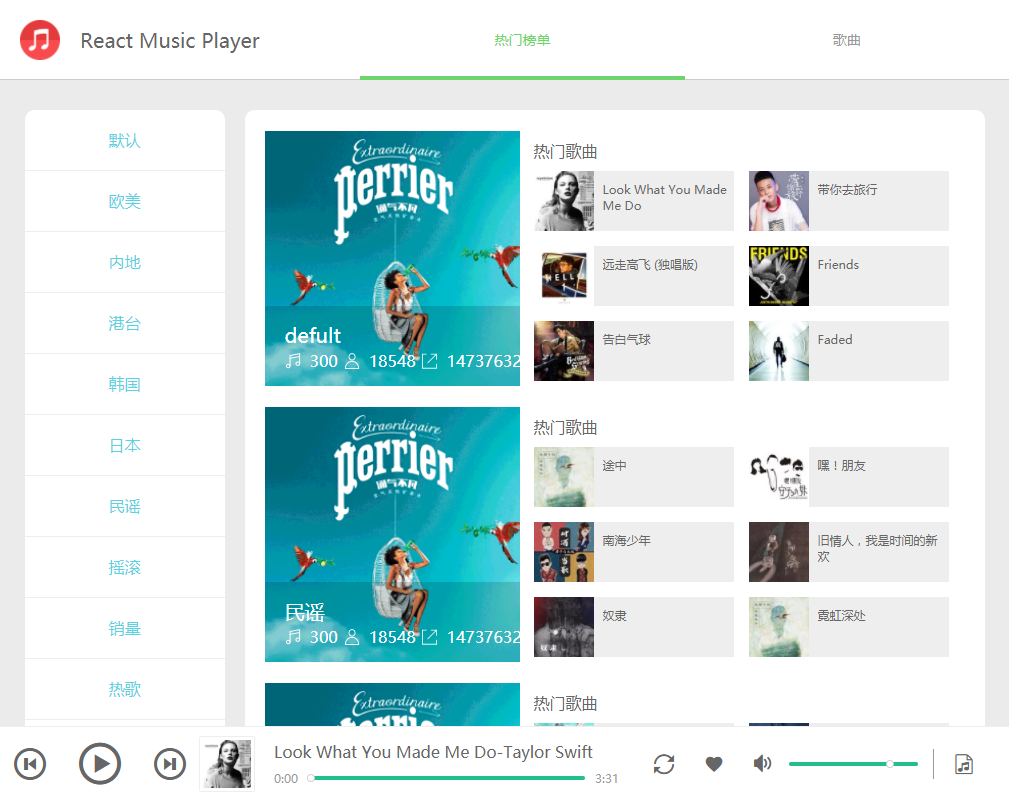 React Music Player
热门榜单
歌曲
默认
欧美
内地
港台
韩国
日本
民谣
摇滚
销量
热歌
Extraordinaire
perrier
淘气不同
defult
300 18548 14737632
热门歌曲
Look What You Made
Me Do
带你去旅行
HELL
远走高飞 (独唱版)
FRIENDS
Friends
告白气球
Faded
Extraordinaire
perrier
淘气不同
民谣
300 18548 14737632
热门歌曲
途中
嘿！朋友
南海少年
旧情人，我是时间的新
欢
奴隶
奴隶
霓虹深处
Extraordinaire
perrier
热门歌曲
Look What You Made Me Do-Taylor Swift
0:00
3:31